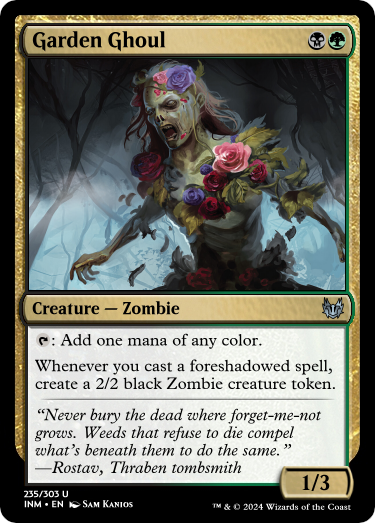 Garden Ghoul
Creature — Zombie
: Add one mana of any color.
Whenever you cast a foreshadowed spell,
create a 2/2 black Zombie creature token.
“Never bury the dead where forget-me-not
grows. Weeds that refuse to die compel
what’s beneath them to do the same.”
—Rostav, Thraben tombsmith
1/3
235/303 U
INM • EN Sam Kanios
™ & © 2024 Wizards of the Coast